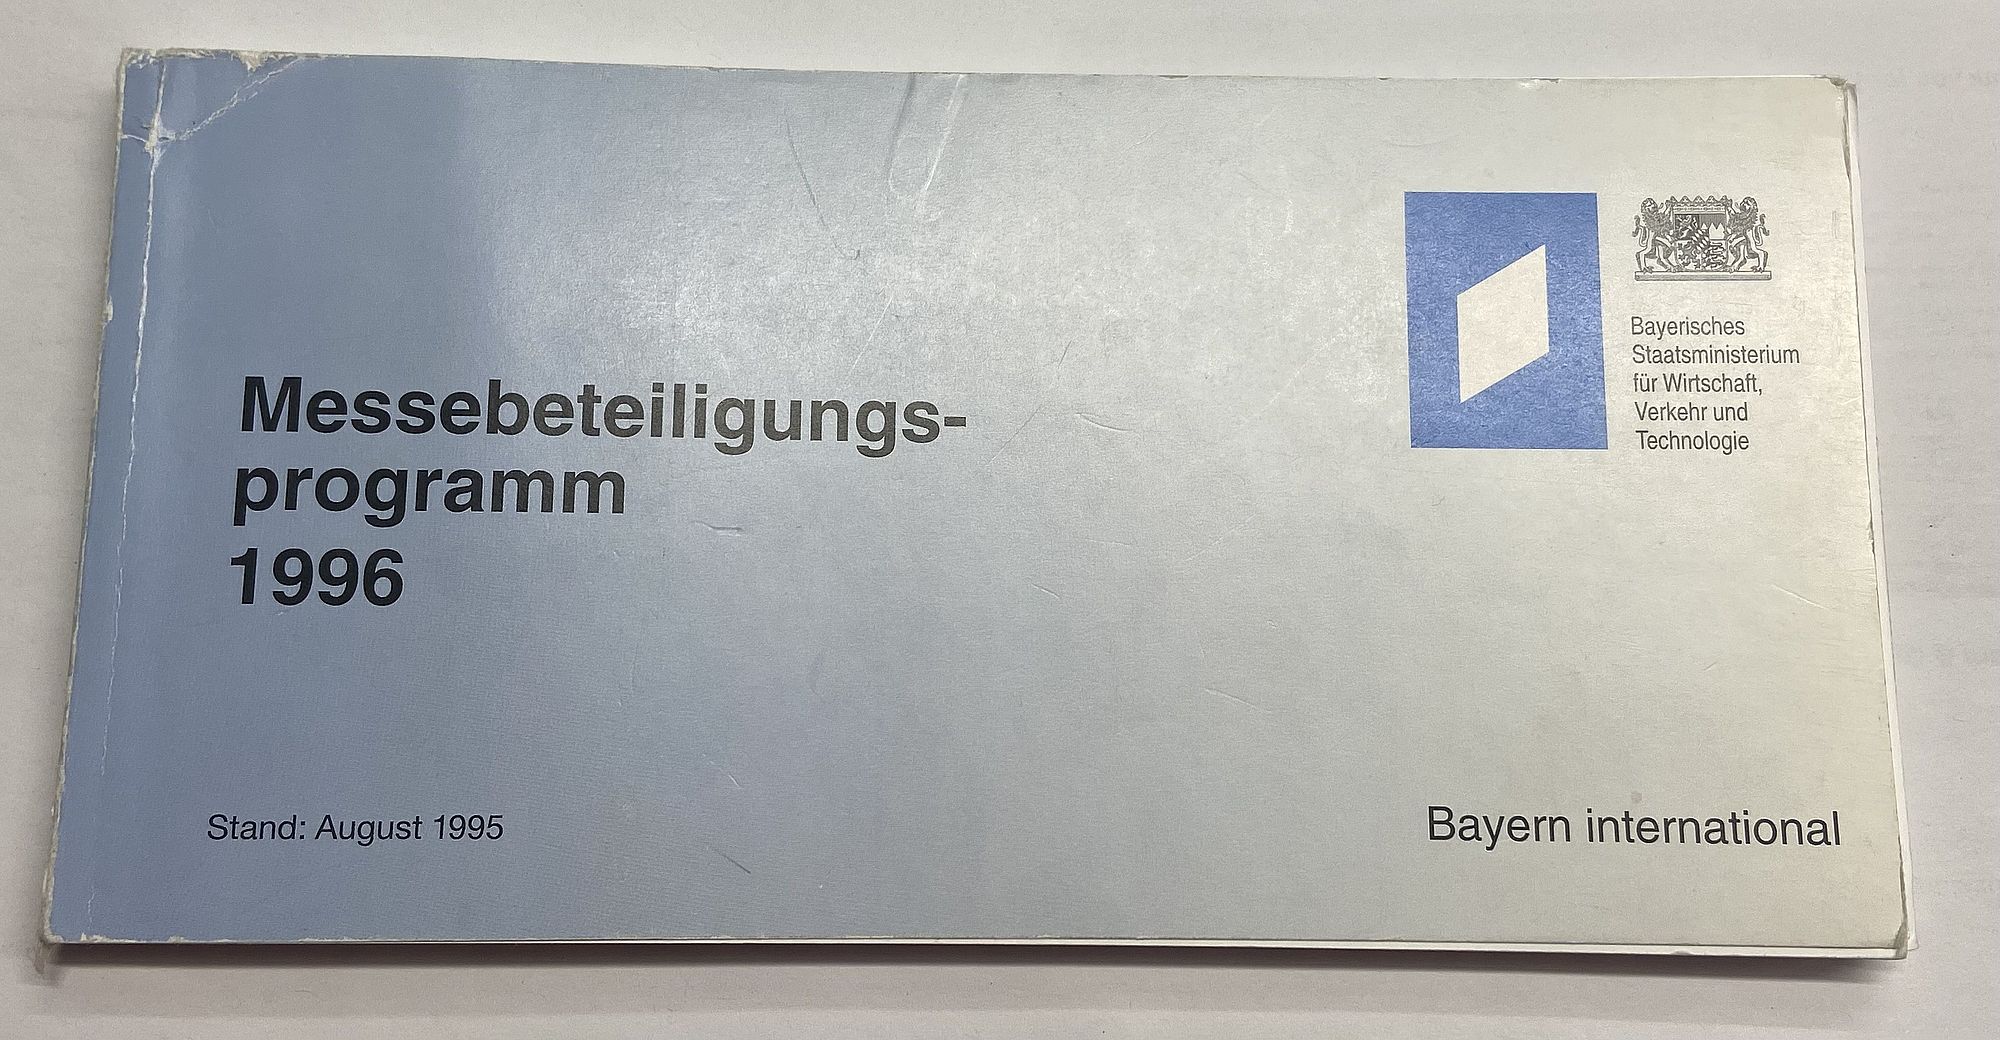 Messebeteiligungs-
programm
1996
Stand: August 1995
Bayerisches
Staatsministerium
für Wirtschaft,
Verkehr und
Technologie
Bayern international